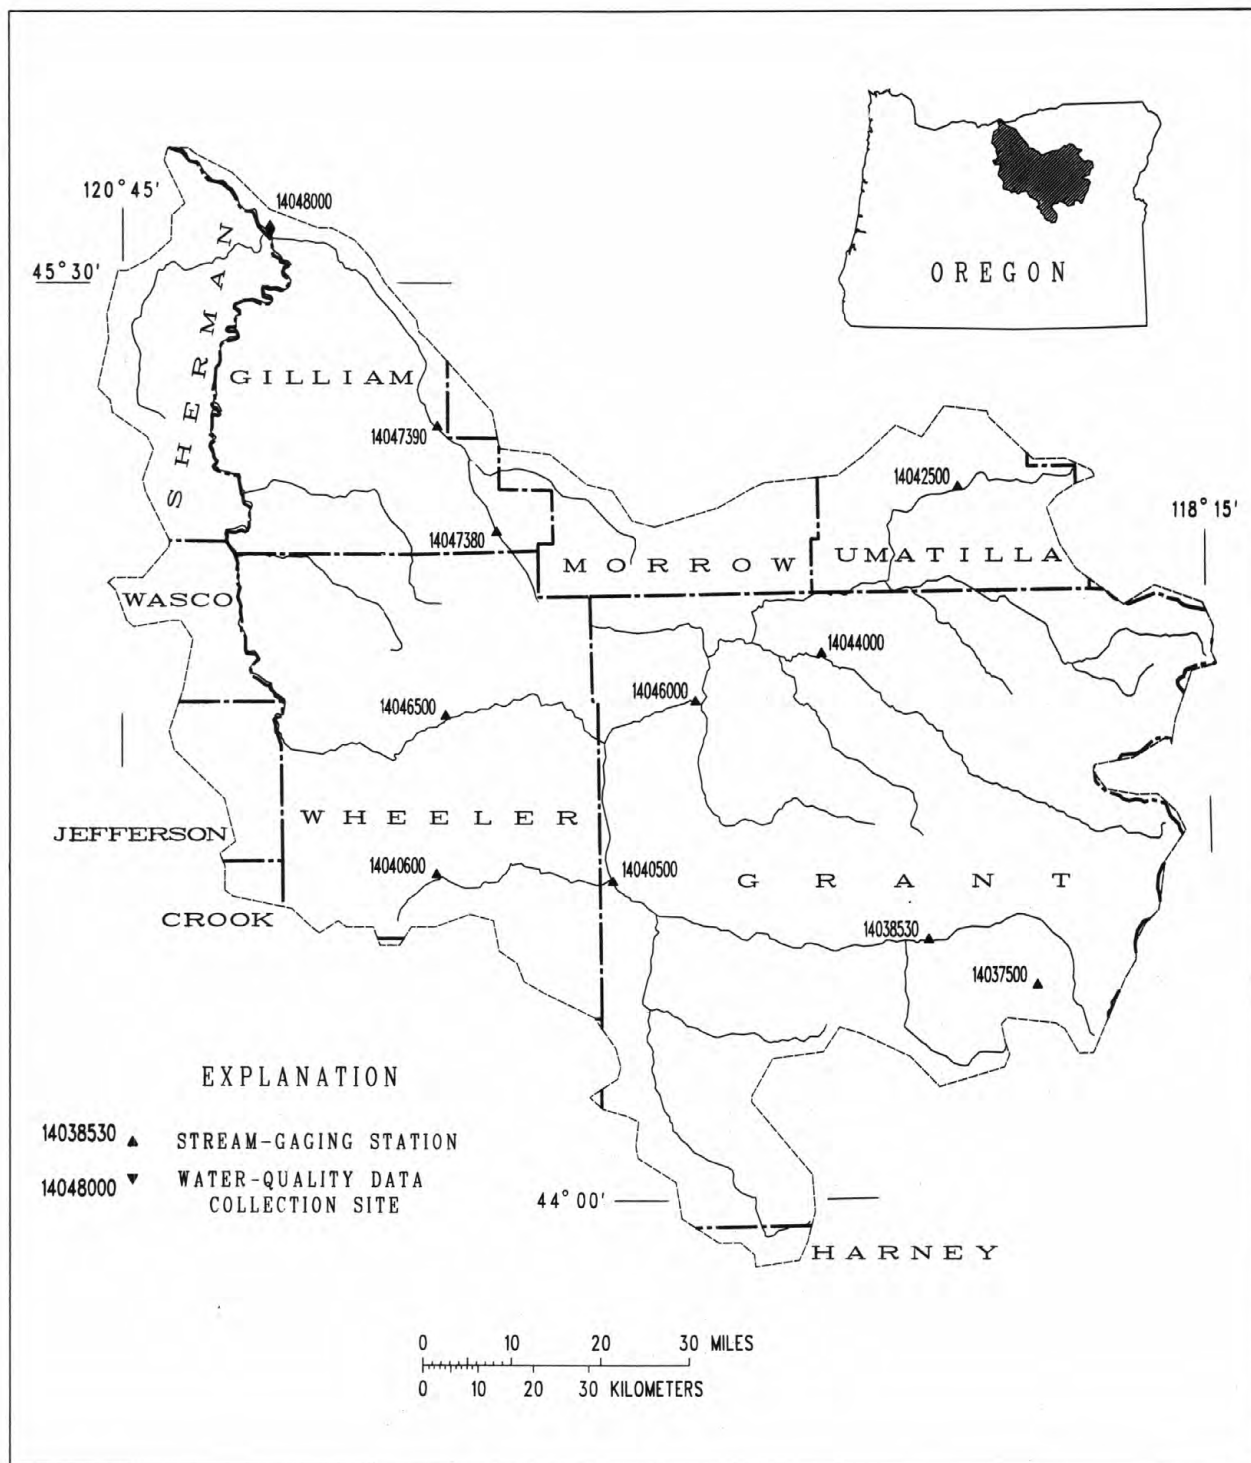 120°45'
14048000
45°30'
OREGON
SHERMAN
GILLIAM
14047390
14042500
118°15'
14047380
MORROW
UMATILLA
WASCO
14044000
14046000
14046500
WHEELER
JEFFERSON
14040600
14040500
GRANT
CROOK
14038530
14037500
EXPLANATION
14038530 STREAM-GAGING STATION
14048000 WATER-QUALITY DATA
COLLECTION SITE
44°00'
HARNEY
0 10 20 30 MILES
0 10 20 30 KILOMETERS